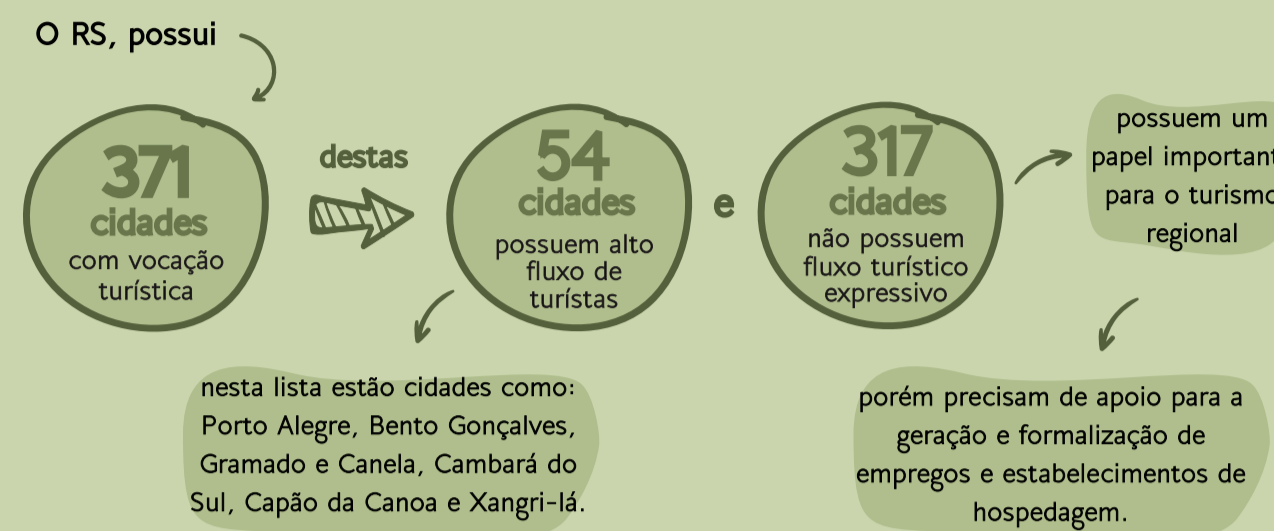 O RS, possui
371
cidades
com vocação
turística
destas
54
cidades
possuem alto
fluxo de
turístas
e
317
cidades
não possuem
fluxo turístico
expressivo
possuem um
papel important
para o turismo
regional
nesta lista estão cidades como:
Porto Alegre, Bento Gonçalves,
Gramado e Canela, Cambará do
Sul, Capão da Canoa e Xangri-lá.
porém precisam de apoio para a
geração e formalização de
empregos e estabelecimentos de
hospedagem.